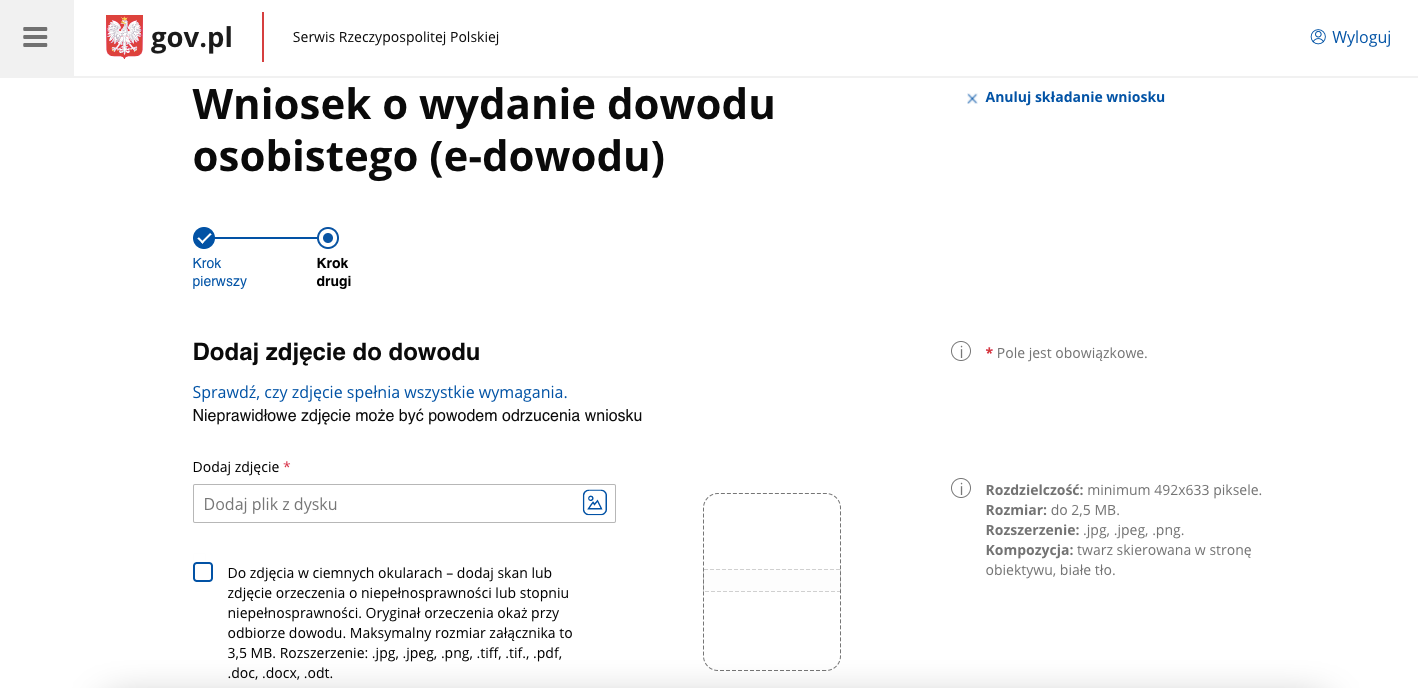 gov.pl
Serwis Rzeczypospolitej Polskiej
Wyloguj
Wniosek o wydanie dowodu
osobistego (e-dowodu)
Anuluj składanie wniosku
Krok
pierwszy
Krok
drugi
Dodaj zdjęcie do dowodu
* Pole jest obowiązkowe.
Sprawdź, czy zdjęcie spełnia wszystkie wymagania.
Nieprawidłowe zdjęcie może być powodem odrzucenia wniosku
Dodaj zdjęcie *
Dodaj plik z dysku
Rozdzielczość: minimum 492x633 piksele.
Rozmiar: do 2,5 MB.
Rozszerzenie: .jpg, .jpeg, .png.
Kompozycja: twarz skierowana w stronę
obiektywu, białe tło.
Do zdjęcia w ciemnych okularach – dodaj skan lub
zdjęcie orzeczenia o niepełnosprawności lub stopniu
niepełnosprawności. Oryginał orzeczenia okaż przy
odbiorze dowodu. Maksymalny rozmiar załącznika to
3,5 MB. Rozszerzenie: .jpg, .jpeg, .png, .tiff, .tif., .pdf,
.doc, .docx, .odt.